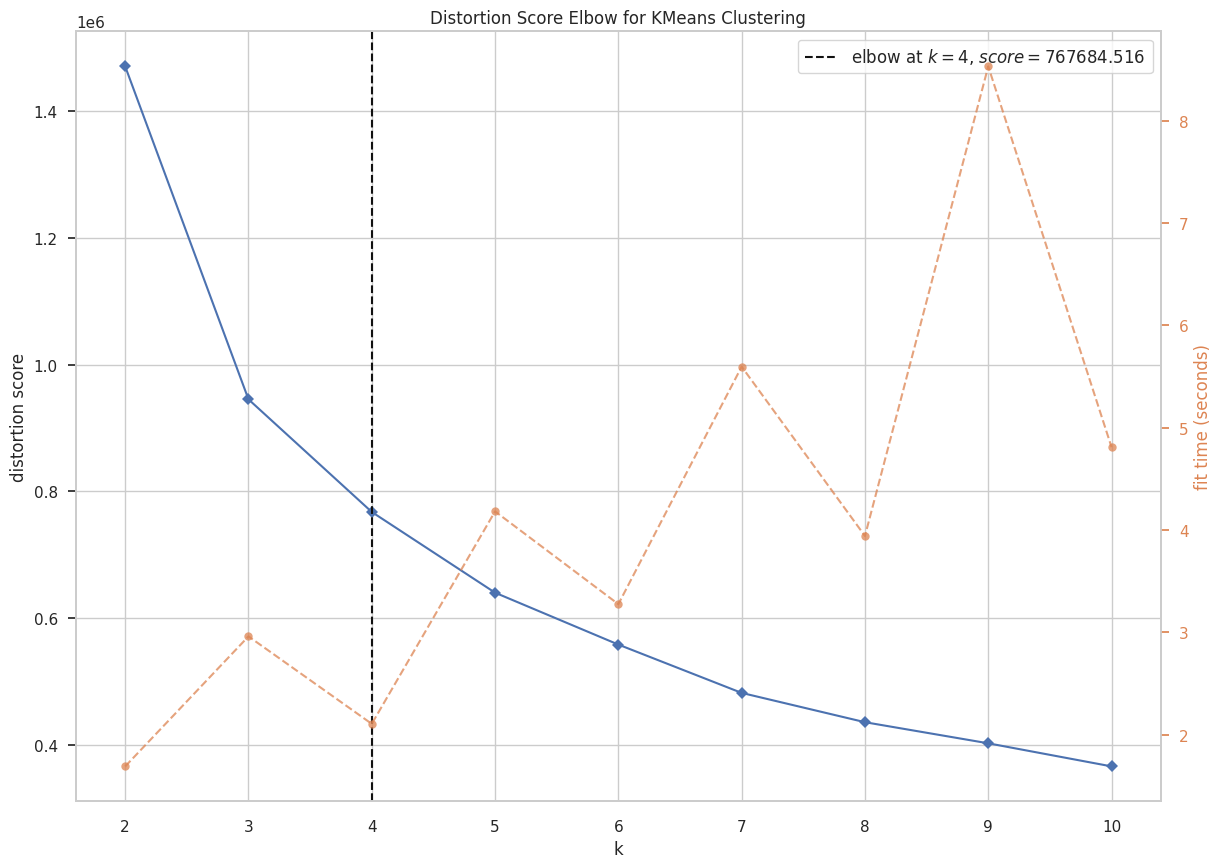 Distortion Score Elbow for KMeans Clustering
1e6
elbow at k = 4, score = 767684.516
1.4
1.2
1.0
0.8
0.6
0.4
distortion score
8
7
6
5
4
3
2
fit time (seconds)
2 3 4 5 6 7 8 9 10
k